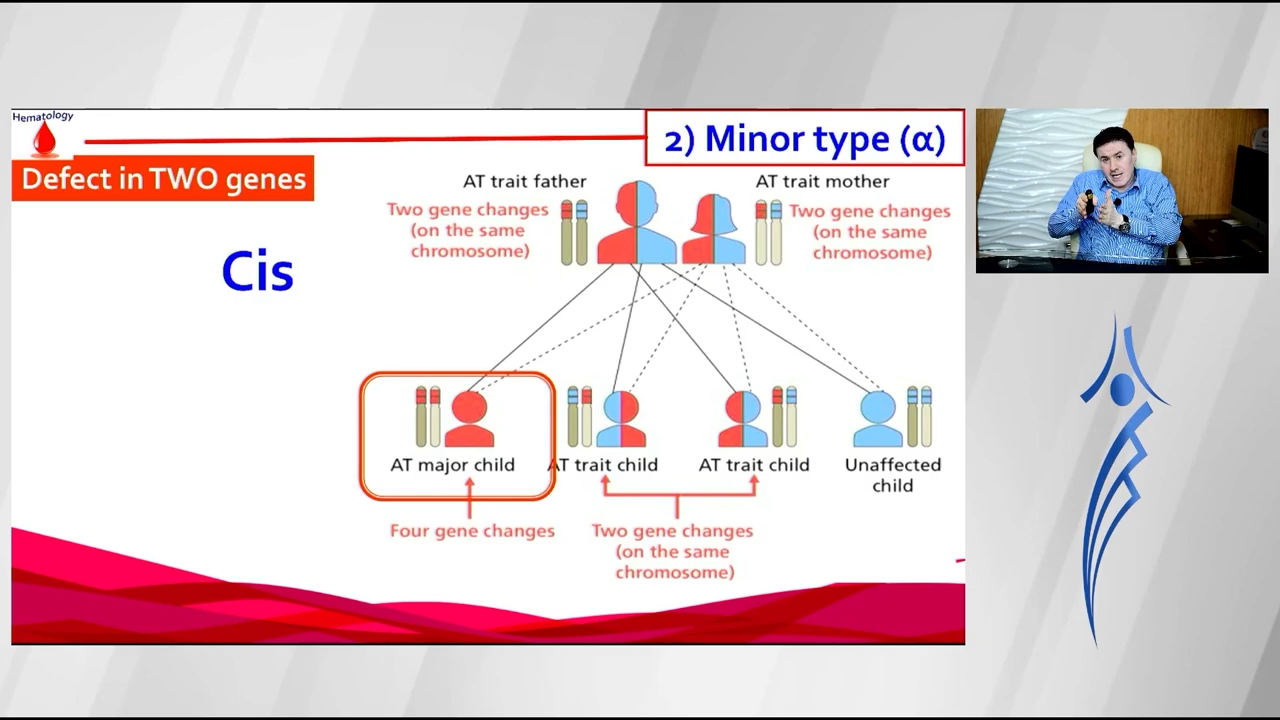 Hematology
2) Minor type (α)
Defect in TWO genes
Cis
AT trait father
AT trait mother
Two gene changes
(on the same
chromosome)
Two gene changes
(on the same
chromosome)
AT major child
AT trait child
AT trait child
Unaffected
child
Four gene changes
Two gene changes
(on the same
chromosome)